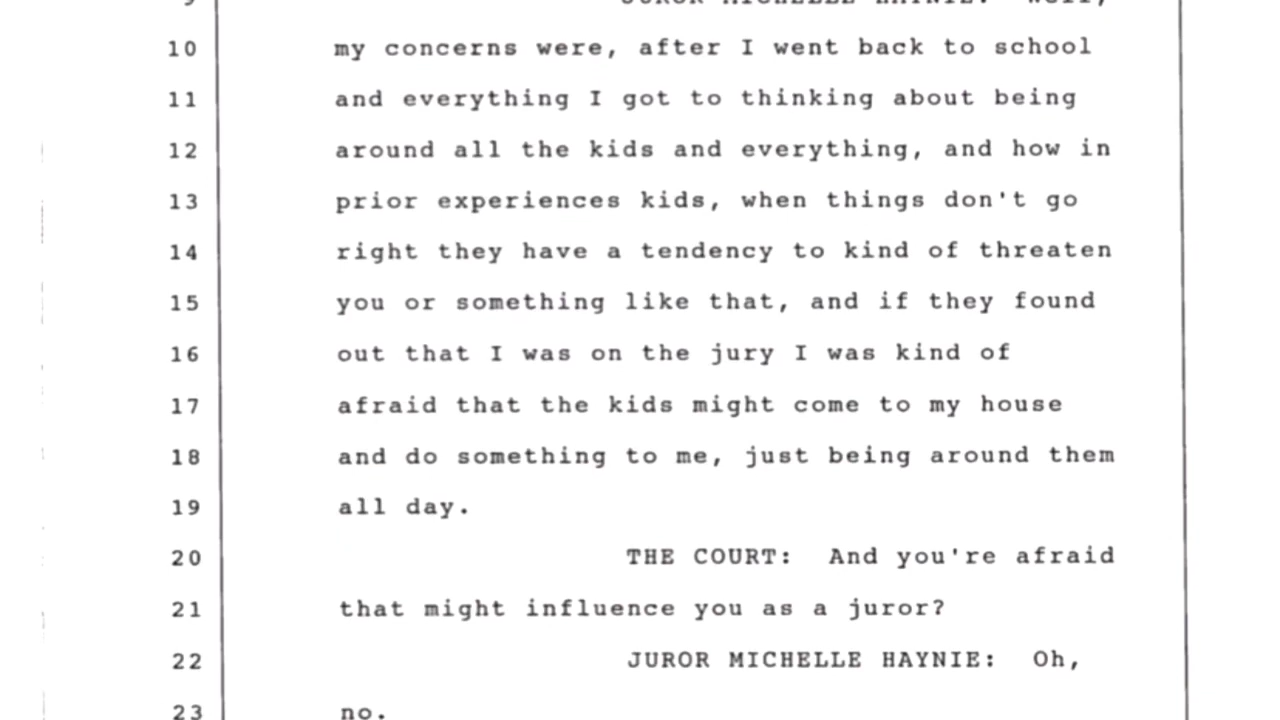 9 JUROR MICHELLE HAYNIE: Well,
10 my concerns were, after I went back to school
11 and everything I got to thinking about being
12 around all the kids and everything, and how in
13 prior experiences kids, when things don't go
14 right they have a tendency to kind of threaten
15 you or something like that, and if they found
16 out that I was on the jury I was kind of
17 afraid that the kids might come to my house
18 and do something to me, just being around them
19 all day.
20 THE COURT: And you're afraid
21 that might influence you as a juror?
22 JUROR MICHELLE HAYNIE: Oh,
23 no.